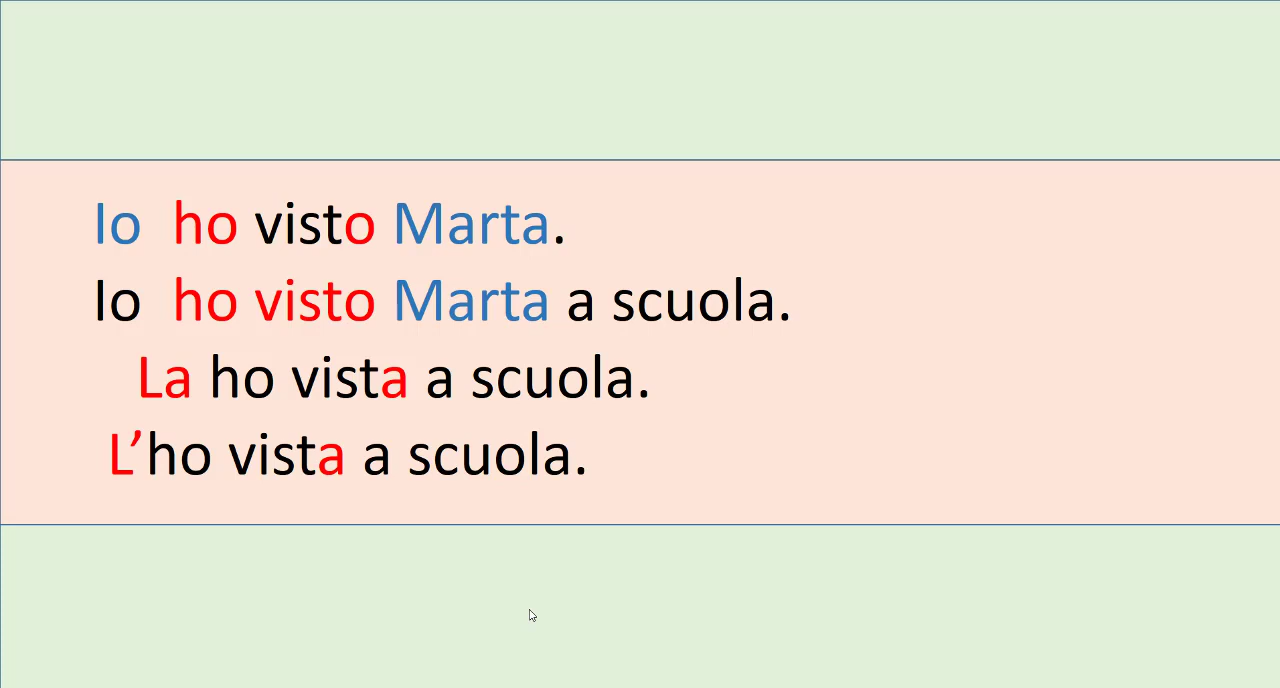 Io ho visto Marta.
Io ho visto Marta a scuola.
La ho vista a scuola.
L’ho vista a scuola.